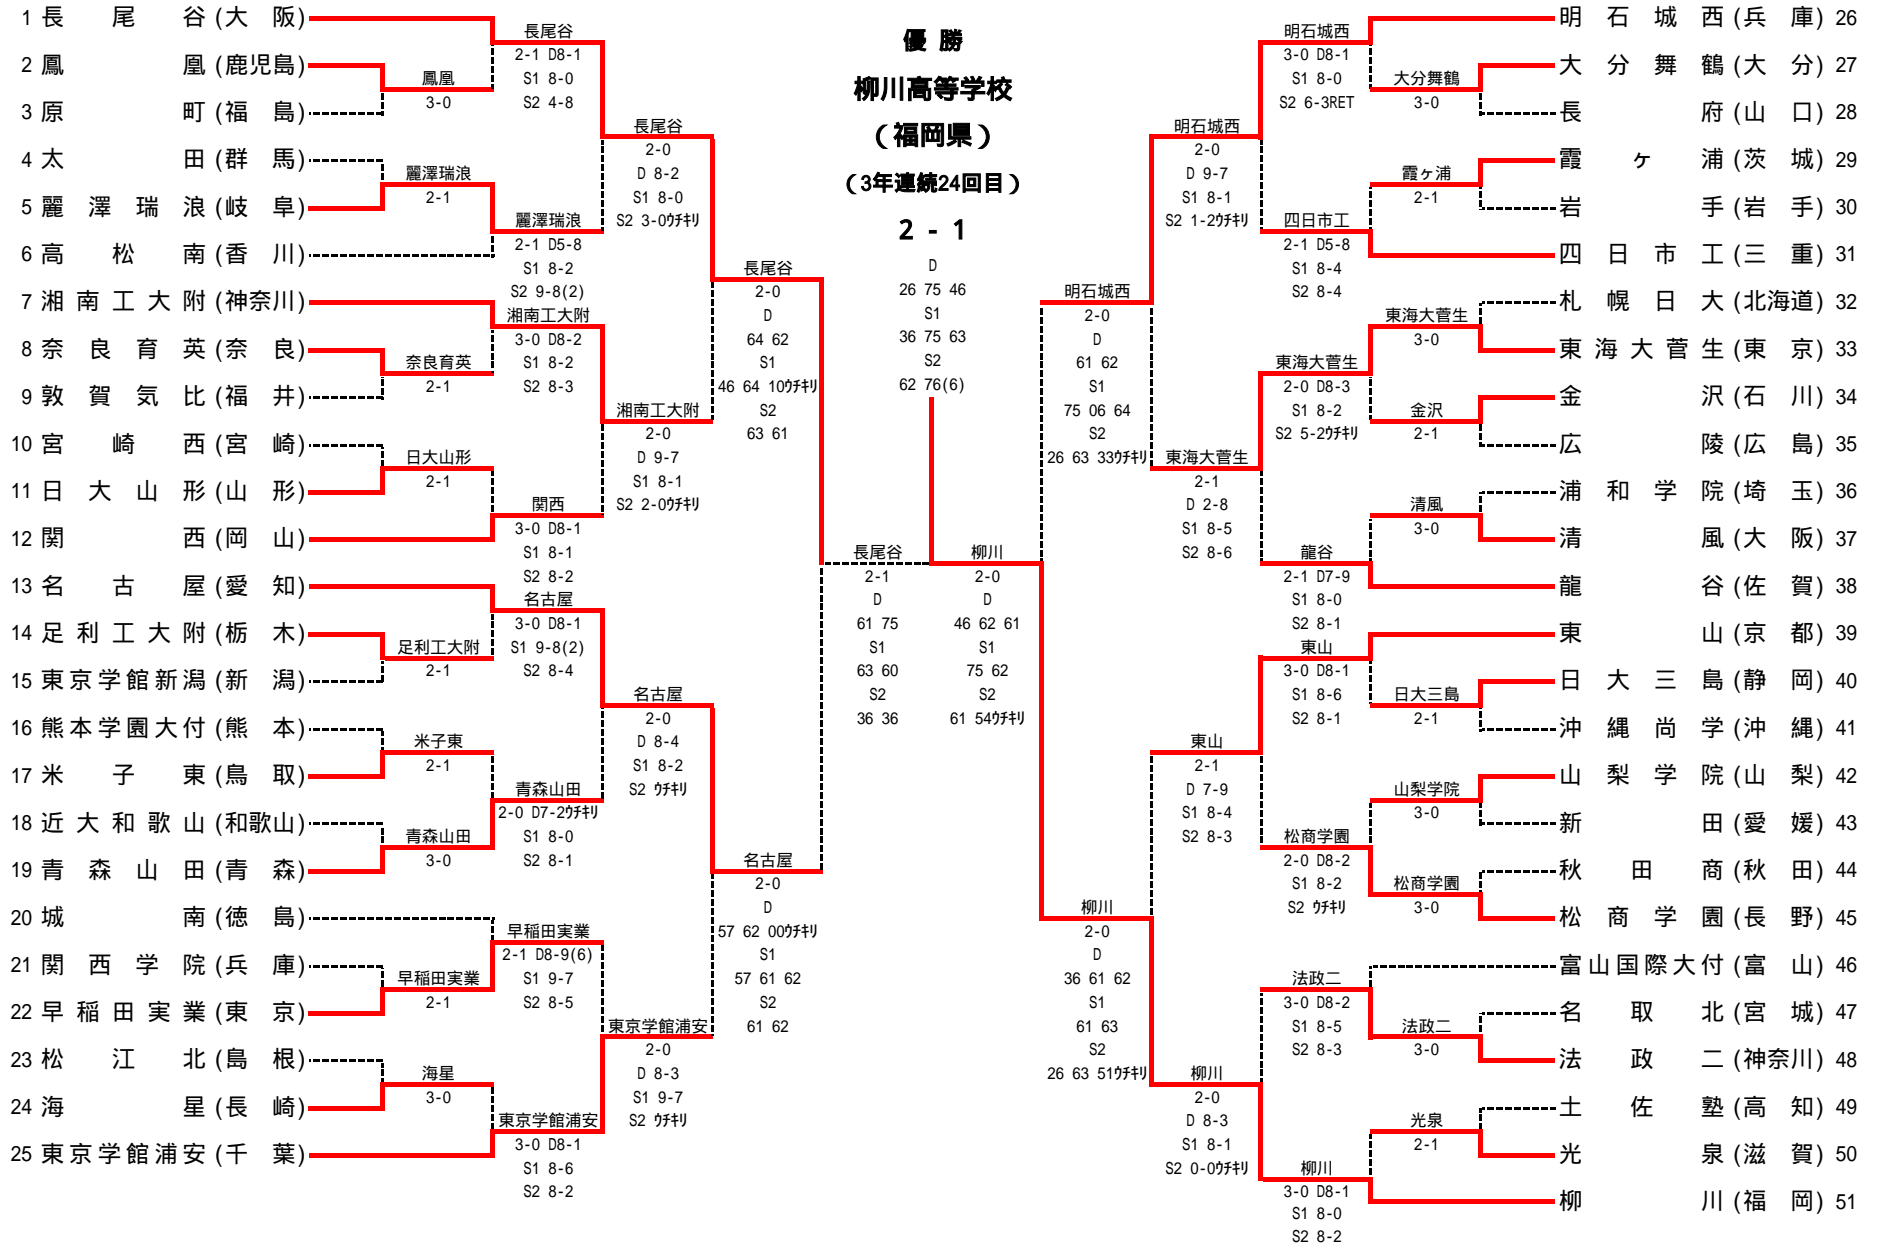 1 長尾谷 (大阪)
2 鳳凰 (鹿児島)
3 原町 (福島)
4 太田 (群馬)
5 麗澤瑞浪 (岐阜)
6 高松南 (香川)
7 湘南工大附 (神奈川)
8 奈良育英 (奈良)
9 敦賀気比 (福井)
10 宮崎西 (宮崎)
11 日大山形 (山形)
12 関西 (岡山)
13 名古屋 (愛知)
14 足利工大附 (栃木)
15 東京学館新潟 (新潟)
16 熊本学園大付 (熊本)
17 米子東 (鳥取)
18 近大和歌山 (和歌山)
19 青森山田 (青森)
20 城南 (徳島)
21 関西学院 (兵庫)
22 早稲田実業 (東京)
23 松江北 (島根)
24 海星 (長崎)
25 東京学館浦安 (千葉)
鳳凰
3-0
麗澤瑞浪
2-1
奈良育英
2-1
日大山形
2-1
足利工大附
2-1
米子東
2-1
青森山田
3-0
早稲田実業
2-1
海星
3-0
長尾谷
2-1 D8-1
S1 8-0
S2 4-8
麗澤瑞浪
2-1 D5-8
S1 8-2
S2 9-8(2)
湘南工大附
3-0 D8-2
S1 8-2
S2 8-3
関西
3-0 D8-1
S1 8-1
S2 8-2
名古屋
3-0 D8-1
S1 9-8(2)
S2 8-4
青森山田
2-0 D7-2ウチキリ
S1 8-0
S2 8-1
早稲田実業
2-1 D8-9(6)
S1 9-7
S2 8-5
東京学館浦安
3-0 D8-1
S1 8-6
S2 8-2
長尾谷
2-0
D 8-2
S1 8-0
S2 3-0ウチキリ
湘南工大附
2-0
D 9-7
S1 8-1
S2 2-0ウチキリ
名古屋
2-0
D 8-4
S1 8-2
S2 ウチキリ
東京学館浦安
2-0
D 8-3
S1 9-7
S2 ウチキリ
長尾谷
2-0
D
64 62
S1
46 64 10ウチキリ
S2
63 61
名古屋
2-0
D
57 62 00ウチキリ
S1
57 61 62
S2
61 62
長尾谷
2-1
D
61 75
S1
63 60
S2
36 36
優勝
柳川高等学校
(福岡県)
(3年連続24回目)
2 - 1
D
26 75 46
S1
36 75 63
S2
62 76(6)
柳川
2-0
D
46 62 61
S1
75 62
S2
61 54ウチキリ
明石城西
2-0
D
61 62
S1
75 06 64
S2
26 63 33ウチキリ
柳川
2-0
D
36 61 62
S1
61 63
S2
26 63 51ウチキリ
明石城西
2-0
D 9-7
S1 8-1
S2 1-2ウチキリ
東海大菅生
2-1
D 2-8
S1 8-5
S2 8-6
東山
2-1
D 7-9
S1 8-4
S2 8-3
柳川
2-0
D 8-3
S1 8-1
S2 0-0ウチキリ
明石城西
3-0 D8-1
S1 8-0
S2 6-3RET
四日市工
2-1 D5-8
S1 8-4
S2 8-4
東海大菅生
2-0 D8-3
S1 8-2
S2 5-2ウチキリ
龍谷
2-1 D7-9
S1 8-0
S2 8-1
東山
3-0 D8-1
S1 8-6
S2 8-1
松商学園
2-0 D8-2
S1 8-2
S2 ウチキリ
法政二
3-0 D8-2
S1 8-5
S2 8-3
柳川
3-0 D8-1
S1 8-0
S2 8-2
大分舞鶴
3-0
霞ヶ浦
2-1
東海大菅生
3-0
金沢
2-1
清風
3-0
日大三島
2-1
山梨学院
3-0
松商学園
3-0
法政二
3-0
光泉
2-1
明石城西 (兵庫) 26
大分舞鶴 (大分) 27
長府 (山口) 28
霞ヶ浦 (茨城) 29
岩手 (岩手) 30
四日市工 (三重) 31
札幌日大 (北海道) 32
東海大菅生 (東京) 33
金沢 (石川) 34
広陵 (広島) 35
浦和学院 (埼玉) 36
清風 (大阪) 37
龍谷 (佐賀) 38
東山 (京都) 39
日大三島 (静岡) 40
沖縄尚学 (沖縄) 41
山梨学院 (山梨) 42
新田 (愛媛) 43
秋田商 (秋田) 44
松商学園 (長野) 45
富山国際大付 (富山) 46
名取北 (宮城) 47
法政二 (神奈川) 48
土佐塾 (高知) 49
光泉 (滋賀) 50
柳川 (福岡) 51